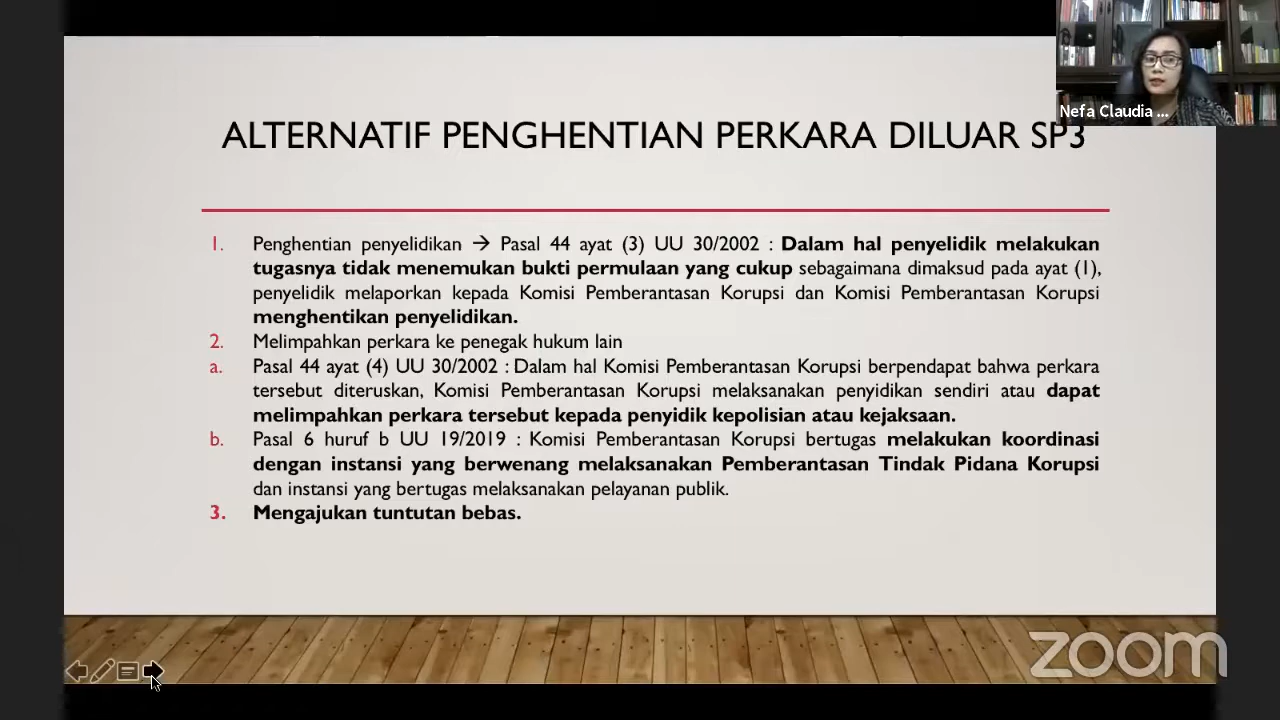 Nefa Claudia ...
ALTERNATIF PENGHENTIAN PERKARA DILUAR SP3
1. Penghentian penyelidikan → Pasal 44 ayat (3) UU 30/2002 : Dalam hal penyelidik melakukan
tugasnya tidak menemukan bukti permulaan yang cukup sebagaimana dimaksud pada ayat (1),
penyelidik melaporkan kepada Komisi Pemberantasan Korupsi dan Komisi Pemberantasan Korupsi
menghentikan penyelidikan.
2. Melimpahkan perkara ke penegak hukum lain
a. Pasal 44 ayat (4) UU 30/2002 : Dalam hal Komisi Pemberantasan Korupsi berpendapat bahwa perkara
tersebut diteruskan, Komisi Pemberantasan Korupsi melaksanakan penyidikan sendiri atau dapat
melimpahkan perkara tersebut kepada penyidik kepolisian atau kejaksaan.
b. Pasal 6 huruf b UU 19/2019 : Komisi Pemberantasan Korupsi bertugas melakukan koordinasi
dengan instansi yang berwenang melaksanakan Pemberantasan Tindak Pidana Korupsi
dan instansi yang bertugas melaksanakan pelayanan publik.
3. Mengajukan tuntutan bebas.
zoom